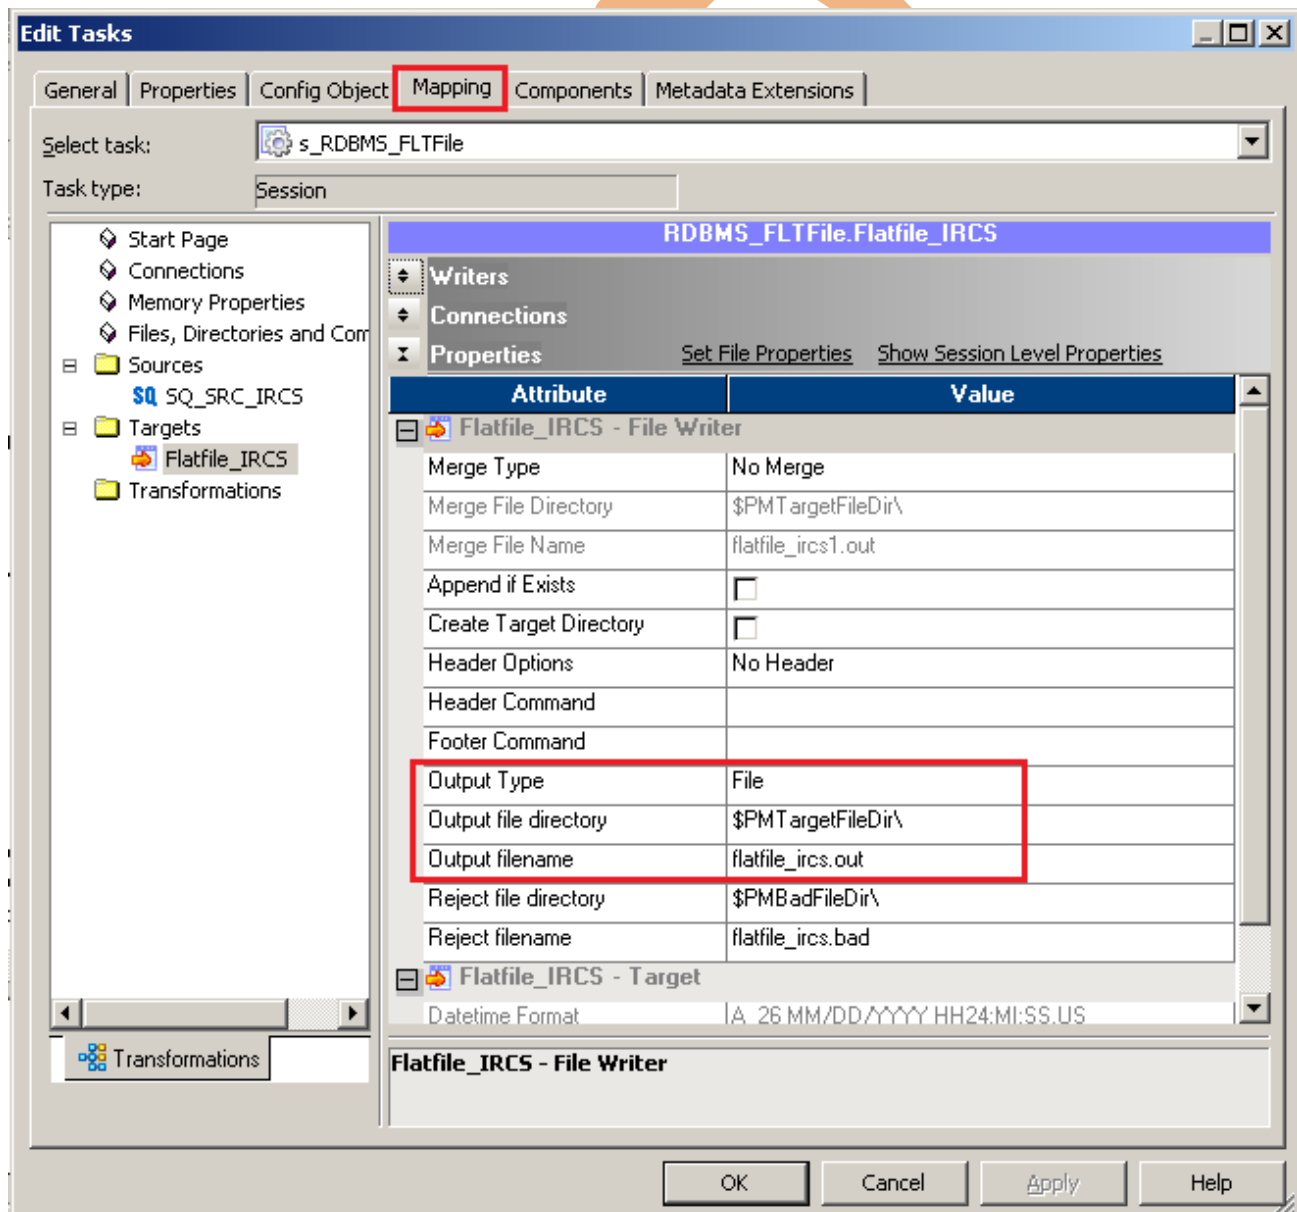 Edit Tasks
General Properties Config Object Mapping Components Metadata Extensions
Select task: s_RDBMS_FLTFile
Task type: Session
Start Page
Connections
Memory Properties
Files, Directories and Com
Sources
SQ SQ_SRC_IRCS
Targets
Flatfile_IRCS
Transformations
Transformations
RDBMS_FLTFile.Flatfile_IRCS
Writers
Connections
Properties Set File Properties Show Session Level Properties
Attribute Value
Flatfile_IRCS - File Writer
Merge Type No Merge
Merge File Directory $PMTargetFileDir\
Merge File Name flatfile_ircs1.out
Append if Exists
Create Target Directory
Header Options No Header
Header Command
Footer Command
Output Type File
Output file directory $PMTargetFileDir\
Output filename flatfile_ircs.out
Reject file directory $PMBadFileDir\
Reject filename flatfile_ircs.bad
Flatfile_IRCS - Target
Datetime Format A 26 MM/DD/YYYY HH24:MI:SS.US
Flatfile_IRCS - File Writer
OK Cancel Apply Help